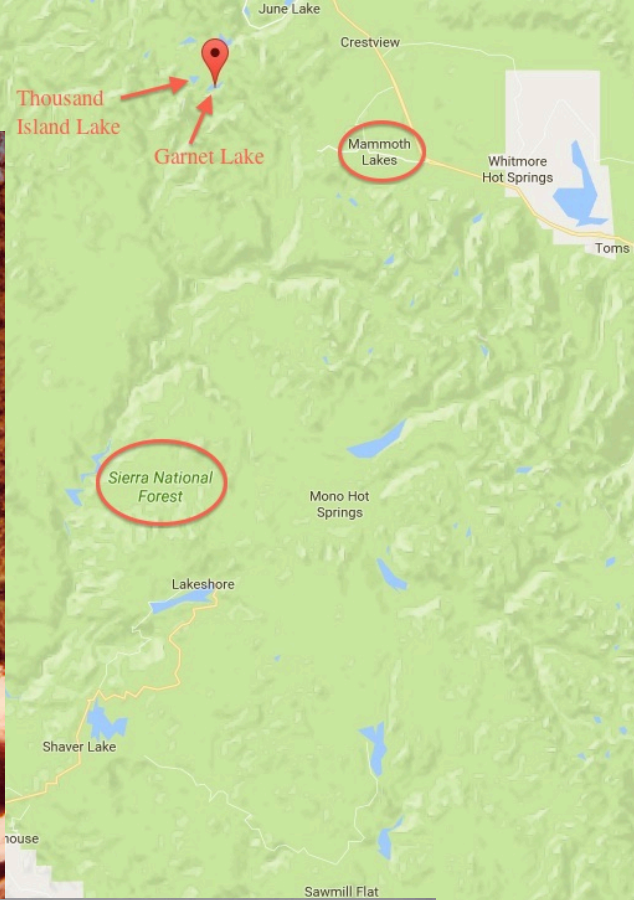 June Lake
Crestview
Thousand
Island Lake
Garnet Lake
Mammoth
Lakes
Whitmore
Hot Springs
Toms
Sierra National
Forest
Mono Hot
Springs
Lakeshore
Shaver Lake
house
Sawmill Flat